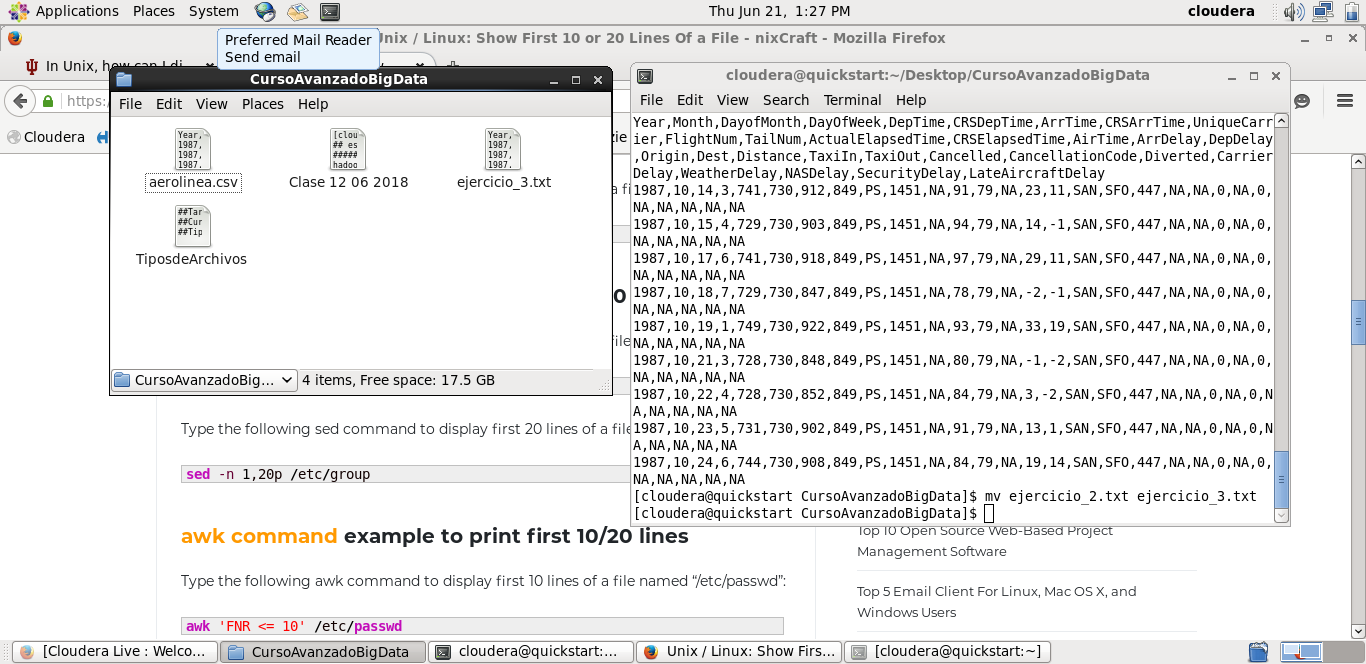 Applications Places System Thu Jun 21, 1:27 PM cloudera
Preferred Mail Reader
Send email
Unix / Linux: Show First 10 or 20 Lines Of a File - nixCraft - Mozilla Firefox
In Unix, how can I di
https:
Cloudera
CursoAvanzadoBigData
File Edit View Places Help
Year,
1987,
1987,
1987.
[clou
## es
#####
hadoo
Year,
1987,
1987,
1987.
aerolinea.csv
Clase 12 06 2018
ejercicio_3.txt
##Tar
##Cur
##Tip
TiposdeArchivos
CursoAvanzadoBig... 4 items, Free space: 17.5 GB
cloudera@quickstart:~/Desktop/CursoAvanzadoBigData
File Edit View Search Terminal Help
Year,Month,DayofMonth,DayOfWeek,DepTime,CRSDepTime,ArrTime,CRSArrTime,UniqueCarr
ier,FlightNum,TailNum,ActualElapsedTime,CRSElapsedTime,AirTime,ArrDelay,DepDelay
,Origin,Dest,Distance,TaxiIn,TaxiOut,Cancelled,CancellationCode,Diverted,Carrier
Delay,WeatherDelay,NASDelay,SecurityDelay,LateAircraftDelay
1987,10,14,3,741,730,912,849,PS,1451,NA,91,79,NA,23,11,SAN,SFO,447,NA,NA,0,NA,0,
NA,NA,NA,NA,NA
1987,10,15,4,729,730,903,849,PS,1451,NA,94,79,NA,14,-1,SAN,SFO,447,NA,NA,0,NA,0,
NA,NA,NA,NA,NA
1987,10,17,6,741,730,918,849,PS,1451,NA,97,79,NA,29,11,SAN,SFO,447,NA,NA,0,NA,0,
NA,NA,NA,NA,NA
1987,10,18,7,729,730,847,849,PS,1451,NA,78,79,NA,-2,-1,SAN,SFO,447,NA,NA,0,NA,0,
NA,NA,NA,NA,NA
1987,10,19,1,749,730,922,849,PS,1451,NA,93,79,NA,33,19,SAN,SFO,447,NA,NA,0,NA,0,
NA,NA,NA,NA,NA
1987,10,21,3,728,730,848,849,PS,1451,NA,80,79,NA,-1,-2,SAN,SFO,447,NA,NA,0,NA,0,
NA,NA,NA,NA,NA
1987,10,22,4,728,730,852,849,PS,1451,NA,84,79,NA,3,-2,SAN,SFO,447,NA,NA,0,NA,0,N
A,NA,NA,NA,NA
1987,10,23,5,731,730,902,849,PS,1451,NA,91,79,NA,13,1,SAN,SFO,447,NA,NA,0,NA,0,N
A,NA,NA,NA,NA
1987,10,24,6,744,730,908,849,PS,1451,NA,84,79,NA,19,14,SAN,SFO,447,NA,NA,0,NA,0,
NA,NA,NA,NA,NA
[cloudera@quickstart CursoAvanzadoBigData]$ mv ejercicio_2.txt ejercicio_3.txt
[cloudera@quickstart CursoAvanzadoBigData]$
Type the following sed command to display first 20 lines of a file
sed -n 1,20p /etc/group
awk command example to print first 10/20 lines
Type the following awk command to display first 10 lines of a file named “/etc/passwd”:
awk 'FNR <= 10' /etc/passwd
Top 10 Open Source Web-Based Project
Management Software
Top 5 Email Client For Linux, Mac OS X, and
Windows Users
[Cloudera Live : Welco... CursoAvanzadoBigData cloudera@quickstart:... Unix / Linux: Show Firs... [cloudera@quickstart:~]